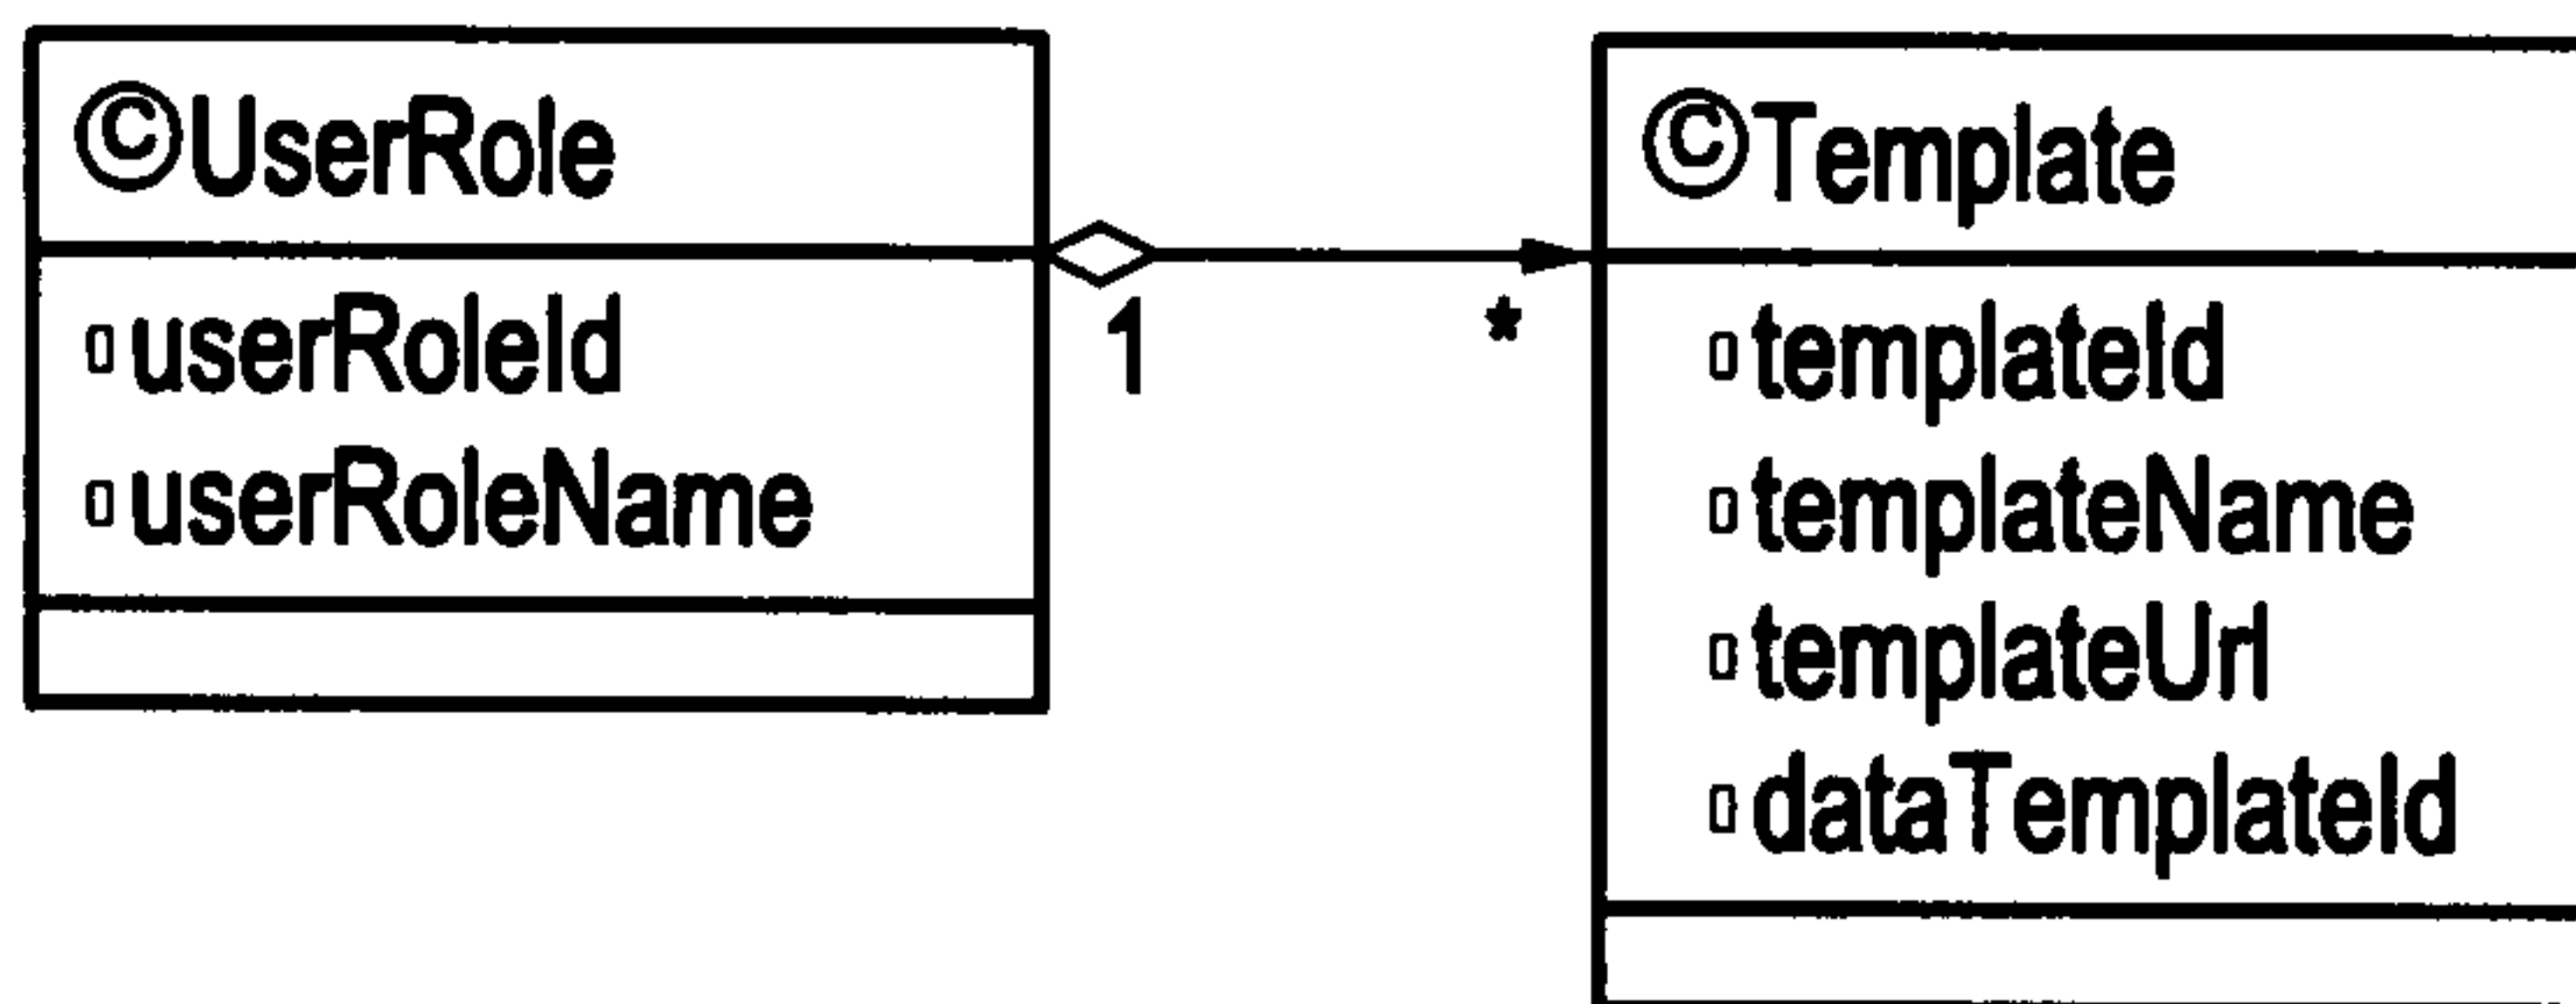 ©UserRole
userRoleId
userRoleName
1
*
©Template
templateId
templateName
templateUrl
dataTemplateId